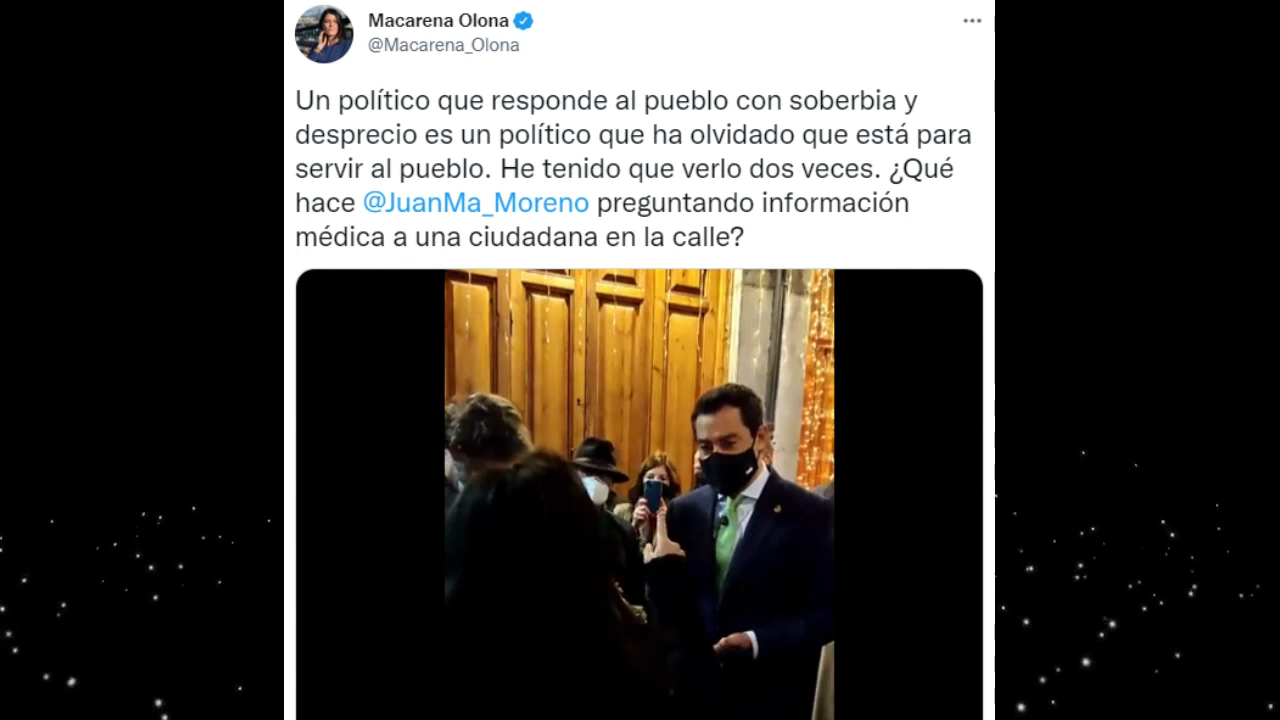 Macarena Olona
@Macarena_Olona
Un político que responde al pueblo con soberbia y
desprecio es un político que ha olvidado que está para
servir al pueblo. He tenido que verlo dos veces. ¿Qué
hace @JuanMa_Moreno preguntando información
médica a una ciudadana en la calle?